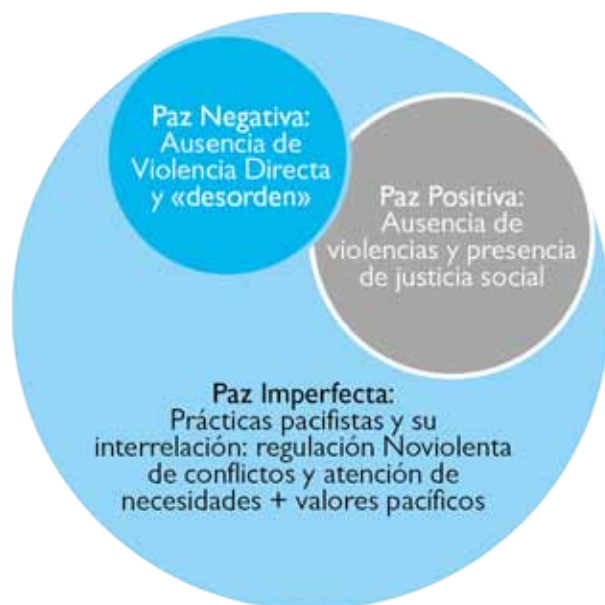 Paz Negativa:
Ausencia de
Violencia Directa
y «desorden»
Paz Positiva:
Ausencia de
violencias y presencia
de justicia social
Paz Imperfecta:
Prácticas pacifistas y su
interrelación: regulación Noviolenta
de conflictos y atención de
necesidades + valores pacíficos